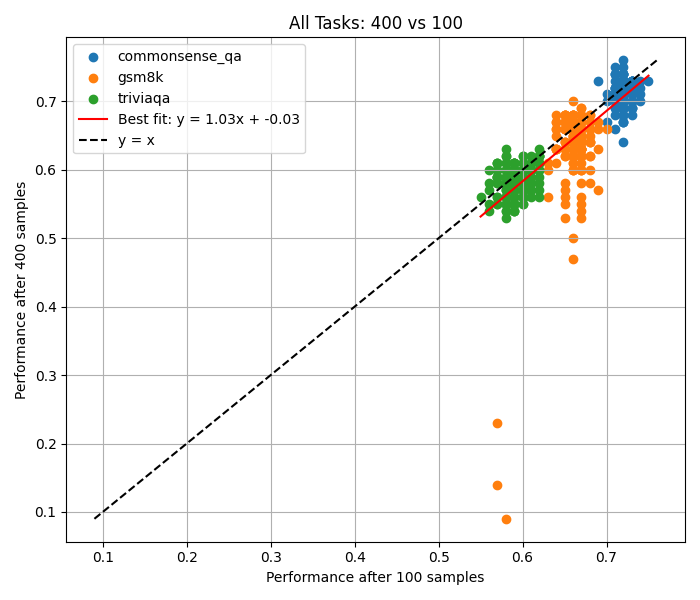 All Tasks: 400 vs 100
commonsense_qa
gsm8k
triviaqa
Best fit: y = 1.03x + -0.03
y = x
Performance after 400 samples
0.7
0.6
0.5
0.4
0.3
0.2
0.1
0.1 0.2 0.3 0.4 0.5 0.6 0.7
Performance after 100 samples